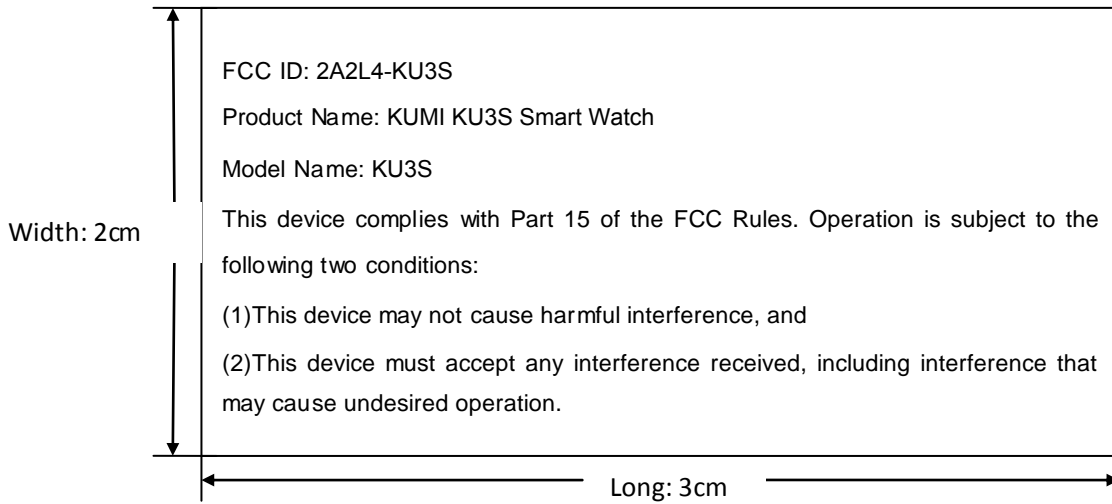 FCC ID: 2A2L4-KU3S
Product Name: KUMI KU3S Smart Watch
Model Name: KU3S
Width: 2cm
This device complies with Part 15 of the FCC Rules. Operation is subject to the
following two conditions:
(1)This device may not cause harmful interference, and
(2)This device must accept any interference received, including interference that
may cause undesired operation.
Long: 3cm